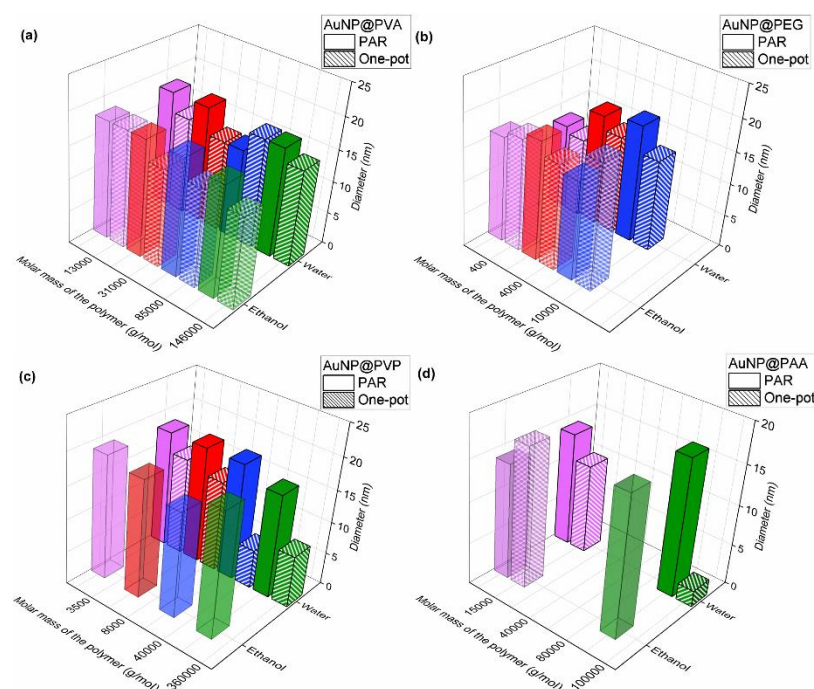 (a)
AuNP@PVA
PAR
One-pot
25
20
15
10
5
0
Diameter (nm)
Water
Ethanol
13000
31000
85000
146000
Molar mass of the polymer (g/mol)
(b)
AuNP@PEG
PAR
One-pot
25
20
15
10
5
0
Diameter (nm)
Water
Ethanol
400
4000
10000
Molar mass of the polymer (g/mol)
(c)
AuNP@PVP
PAR
One-pot
25
20
15
10
5
0
Diameter (nm)
Water
Ethanol
3500
8000
40000
360000
Molar mass of the polymer (g/mol)
(d)
AuNP@PAA
PAR
One-pot
20
15
10
5
0
Diameter (nm)
Water
Ethanol
15000
40000
80000
100000
Molar mass of the polymer (g/mol)